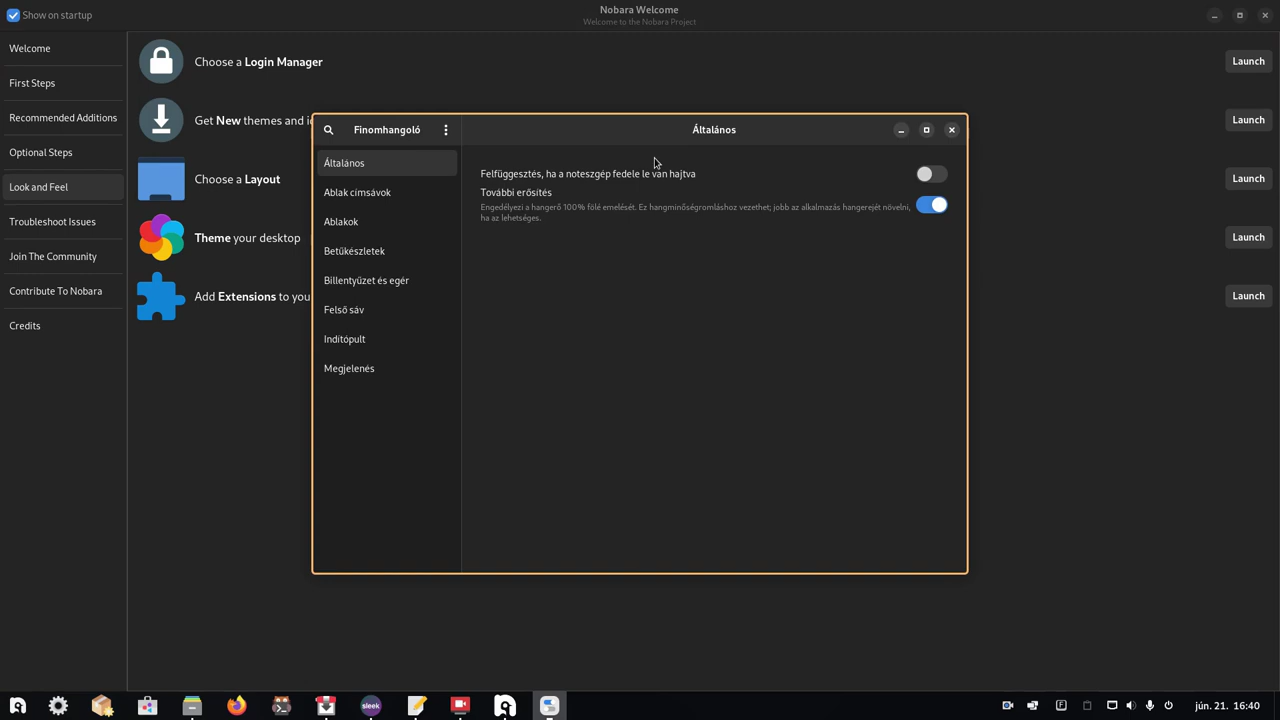 Show on startup
Nobara Welcome
Welcome to the Nobara Project
Welcome
First Steps
Recommended Additions
Optional Steps
Look and Feel
Troubleshoot Issues
Join The Community
Contribute To Nobara
Credits
Choose a Login Manager
Launch
Get New themes and
Launch
Choose a Layout
Launch
Theme your desktop
Launch
Add Extensions to you
Launch
Finomhangoló
Általános
Általános
Ablak címsávok
Ablakok
Betűkészletek
Billentyűzet és egér
Felső sáv
Indítópult
Megjelenés
Felfüggesztés, ha a noteszgép fedele le van hajtva
További erősítés
Engedélyezi a hangerő 100% fölé emelését. Ez hangminőségromláshoz vezethet; jobb az alkalmazás hangerejét növelni,
ha az lehetséges.
sleek
jún. 21. 16:40